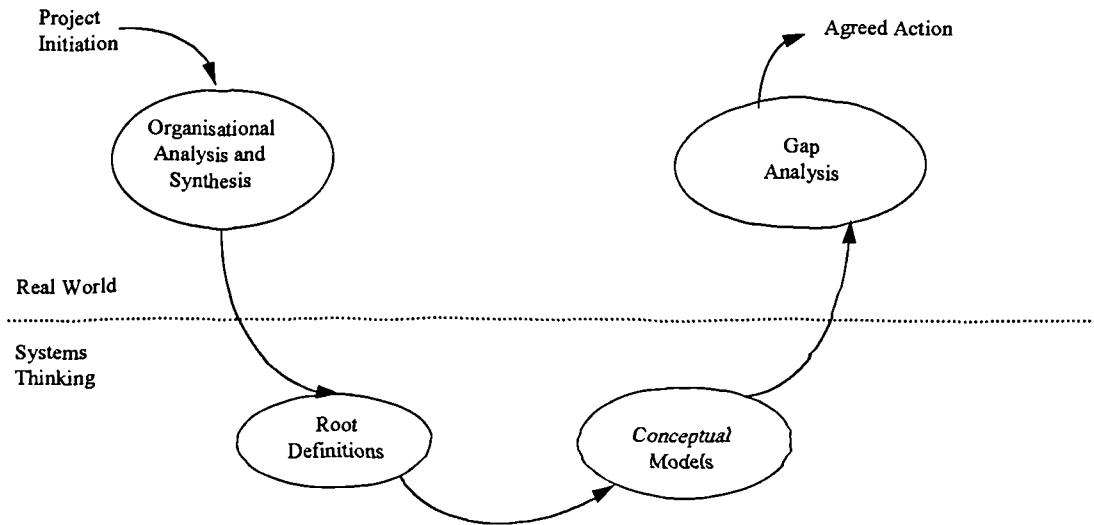 Project
Initiation
Agreed Action
Organisational
Analysis and
Synthesis
Gap
Analysis
Real World
Systems
Thinking
Root
Definitions
Conceptual
Models